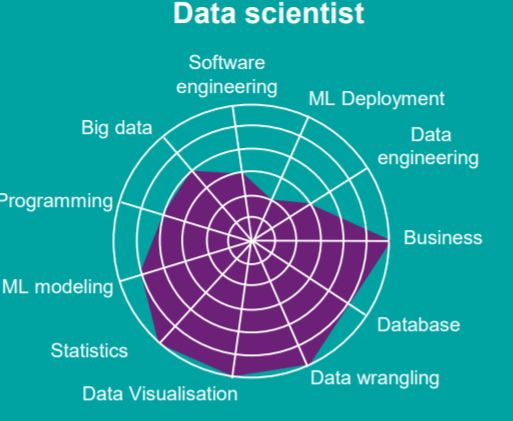 Data scientist
Software
engineering
ML Deployment
Big data
Data
engineering
Programming
Business
ML modeling
Database
Statistics
Data wrangling
Data Visualisation